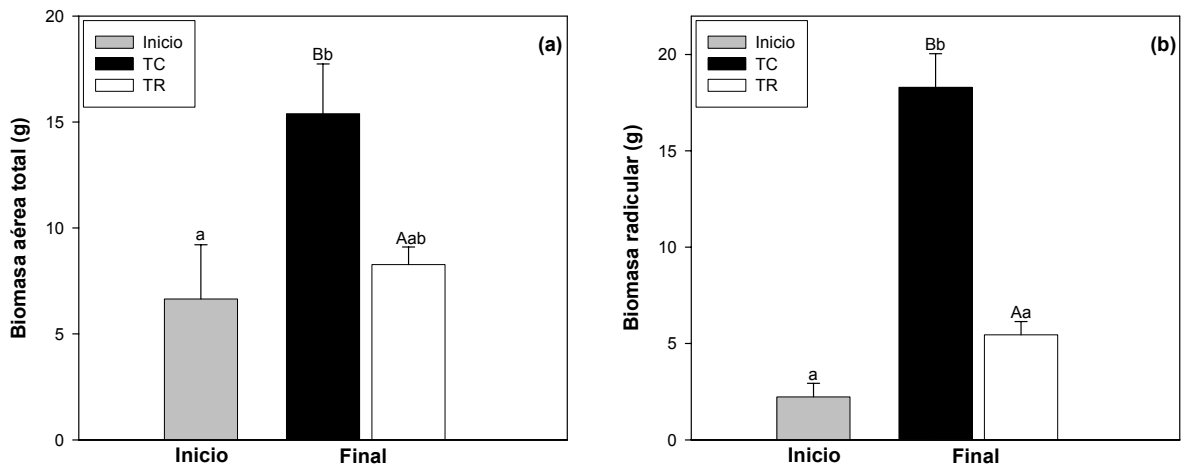 (a)
Inicio
TC
TR
Biomasa aérea total (g)
20
15
10
5
0
a
Bb
Aab
Inicio
Final
(b)
Inicio
TC
TR
Biomasa radicular (g)
20
15
10
5
0
a
Bb
Aa
Inicio
Final